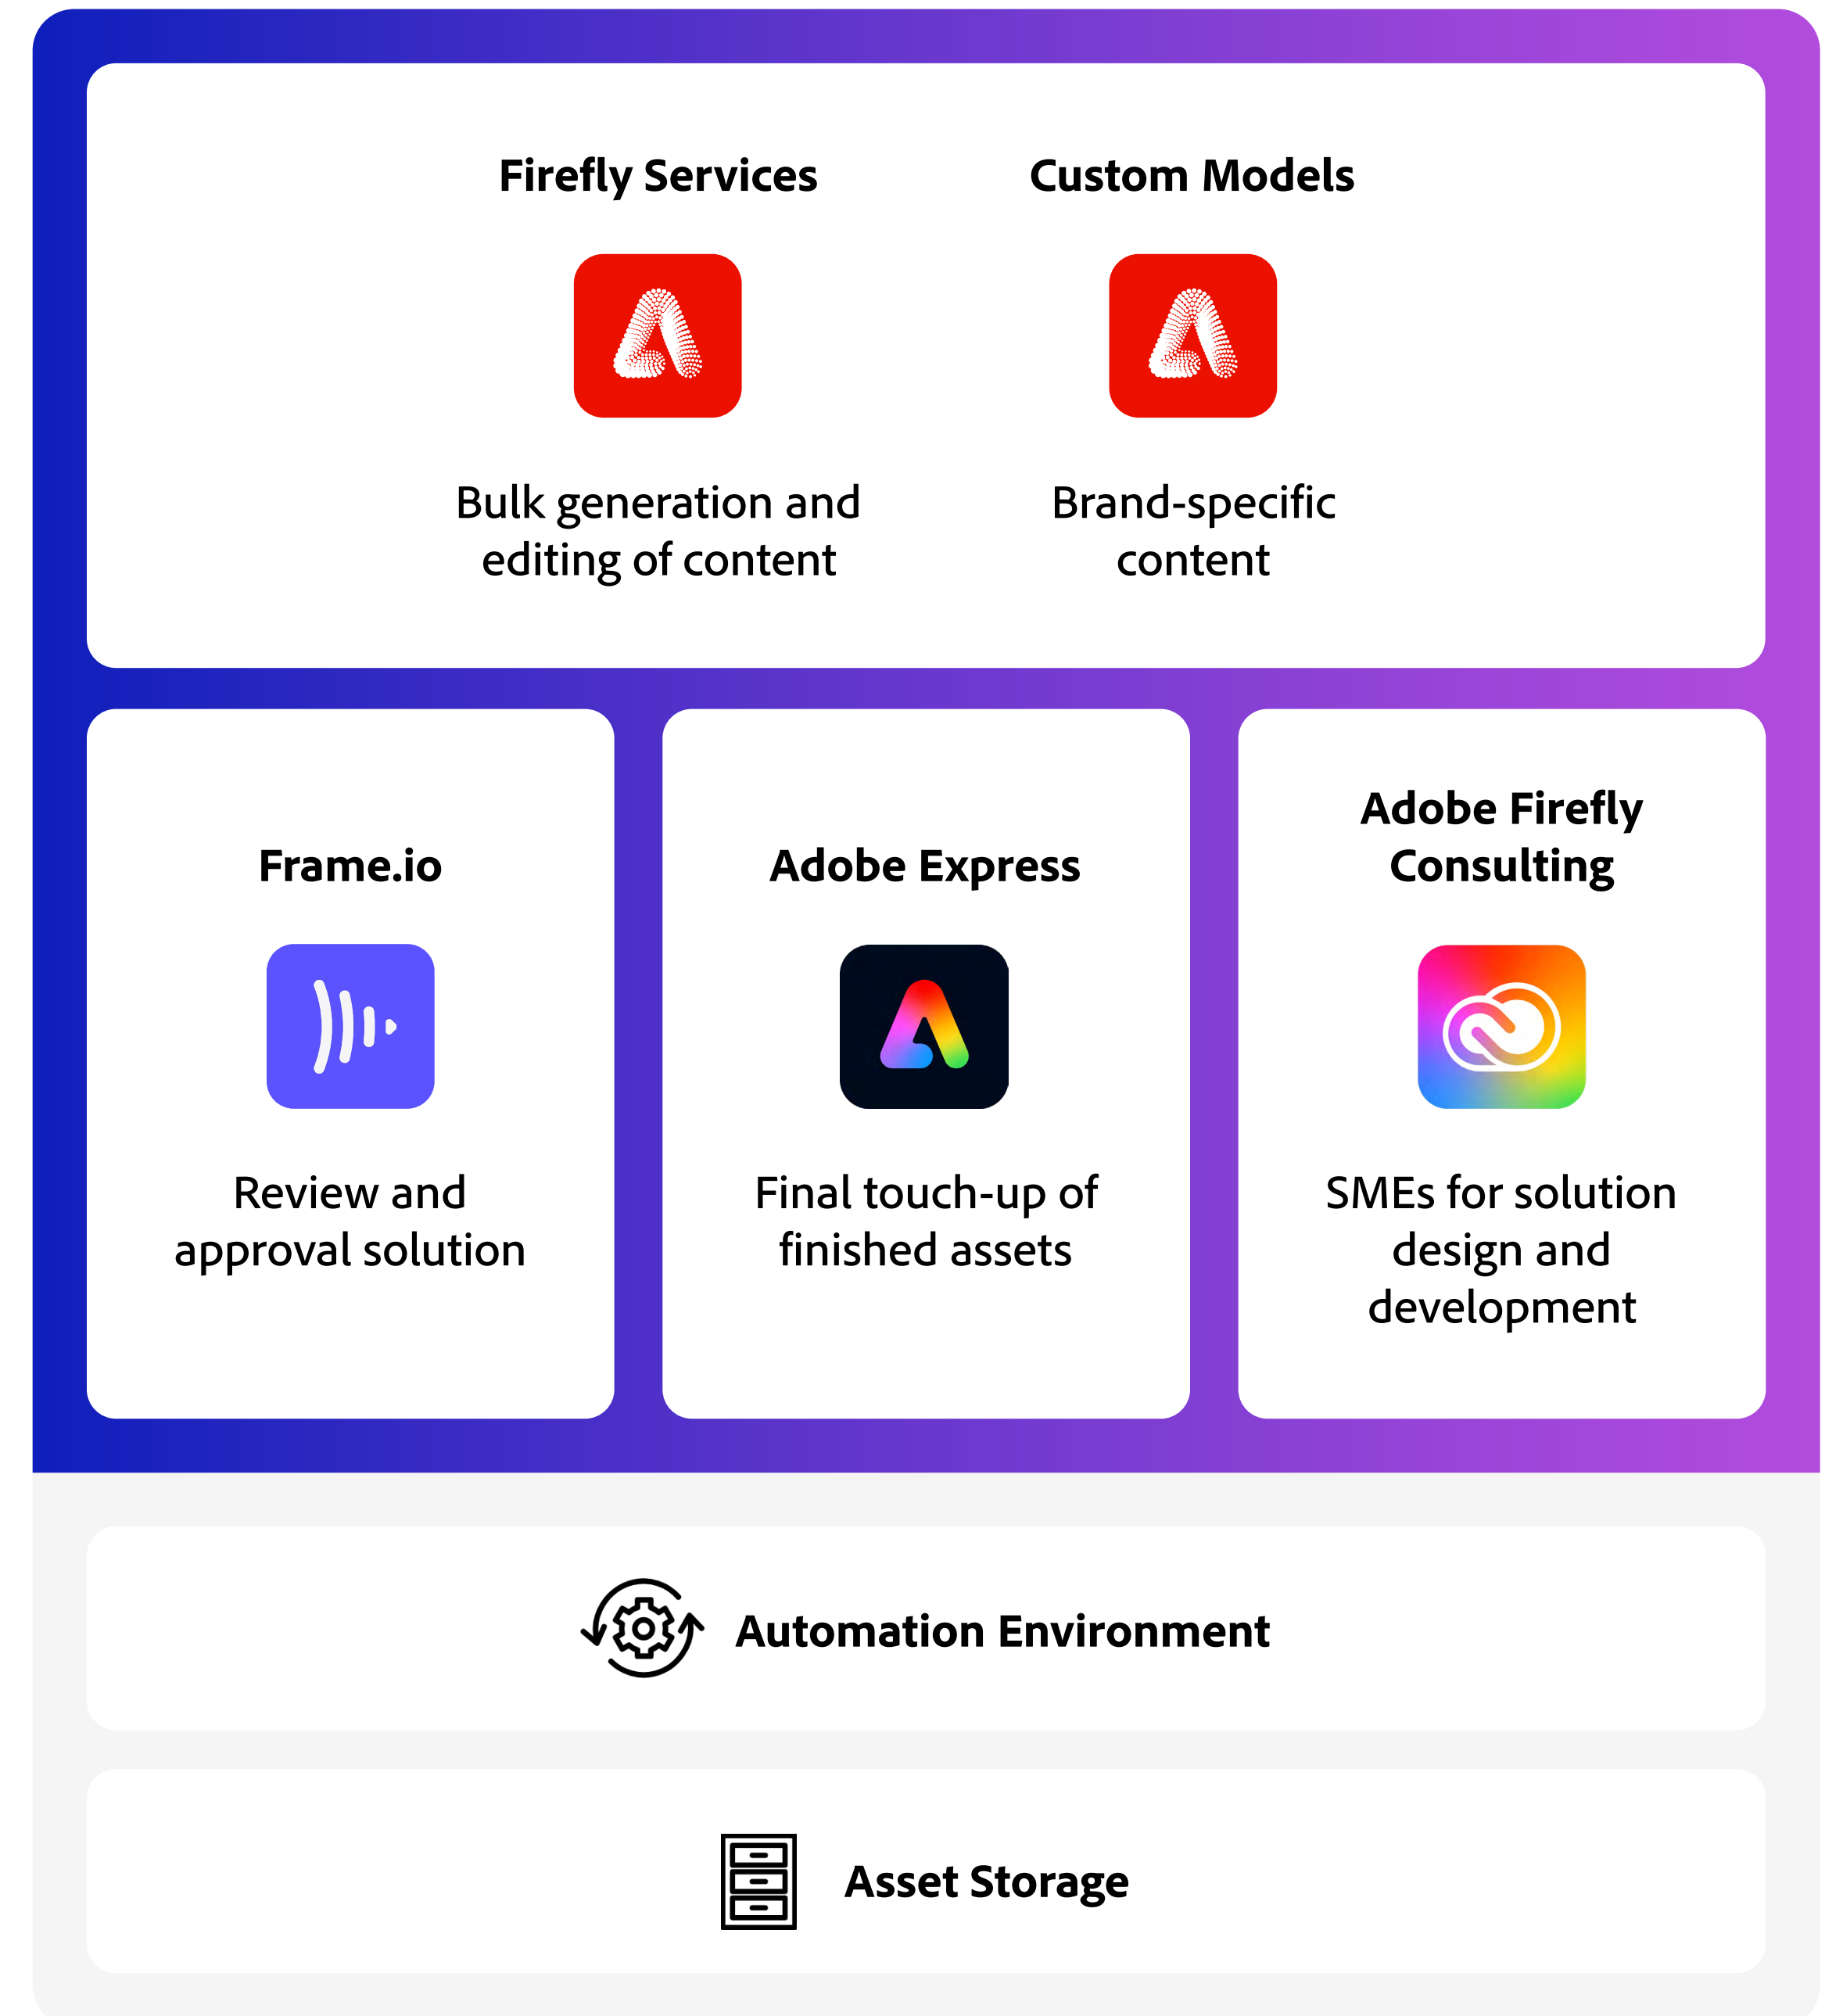 Firefly Services
Custom Models
Bulk generation and
editing of content
Brand-specific
content
Frame.io
Adobe Express
Adobe Firefly
Consulting
Review and
approval solution
Final touch-up of
finished assets
SMEs for solution
design and
development
Automation Environment
Asset Storage